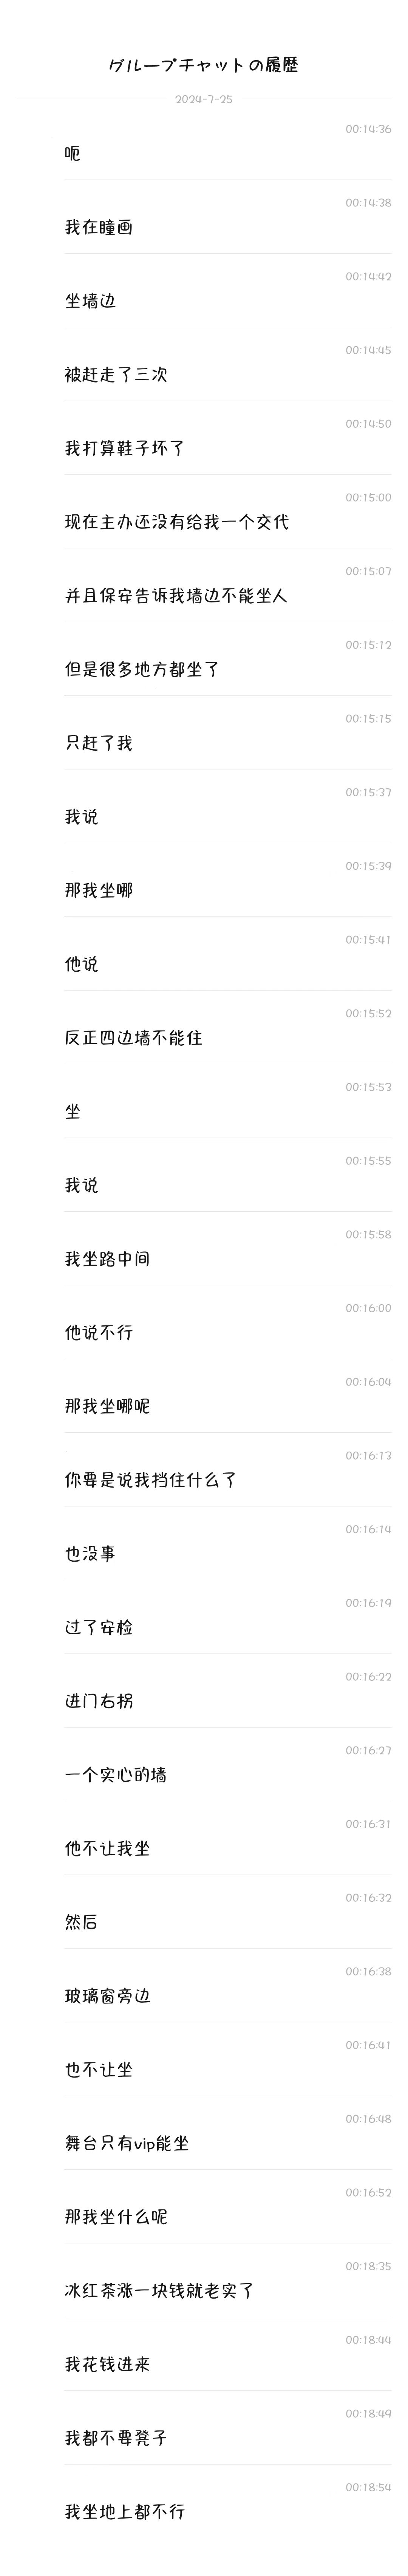 グループチャットの履歴
2024-7-25
00:14:36
呃
00:14:38
我在瞳画
00:14:42
坐墙边
00:14:45
被赶走了三次
00:14:50
我打算鞋子坏了
00:15:00
现在主办还没有给我一个交代
00:15:07
并且保安告诉我墙边不能坐人
00:15:12
但是很多地方都坐了
00:15:15
只赶了我
00:15:37
我说
00:15:39
那我坐哪
00:15:41
他说
00:15:52
反正四边墙不能住
00:15:53
坐
00:15:55
我说
00:15:58
我坐路中间
00:16:00
他说不行
00:16:04
那我坐哪呢
00:16:13
你要是说我挡住什么了
00:16:14
也没事
00:16:19
过了安检
00:16:22
进门右拐
00:16:27
一个实心的墙
00:16:31
他不让我坐
00:16:32
然后
00:16:38
玻璃窗旁边
00:16:41
也不让坐
00:16:48
舞台只有vip能坐
00:16:52
那我坐什么呢
00:18:35
冰红茶涨一块钱就老实了
00:18:44
我花钱进来
00:18:49
我都不要凳子
00:18:54
我坐地上都不行